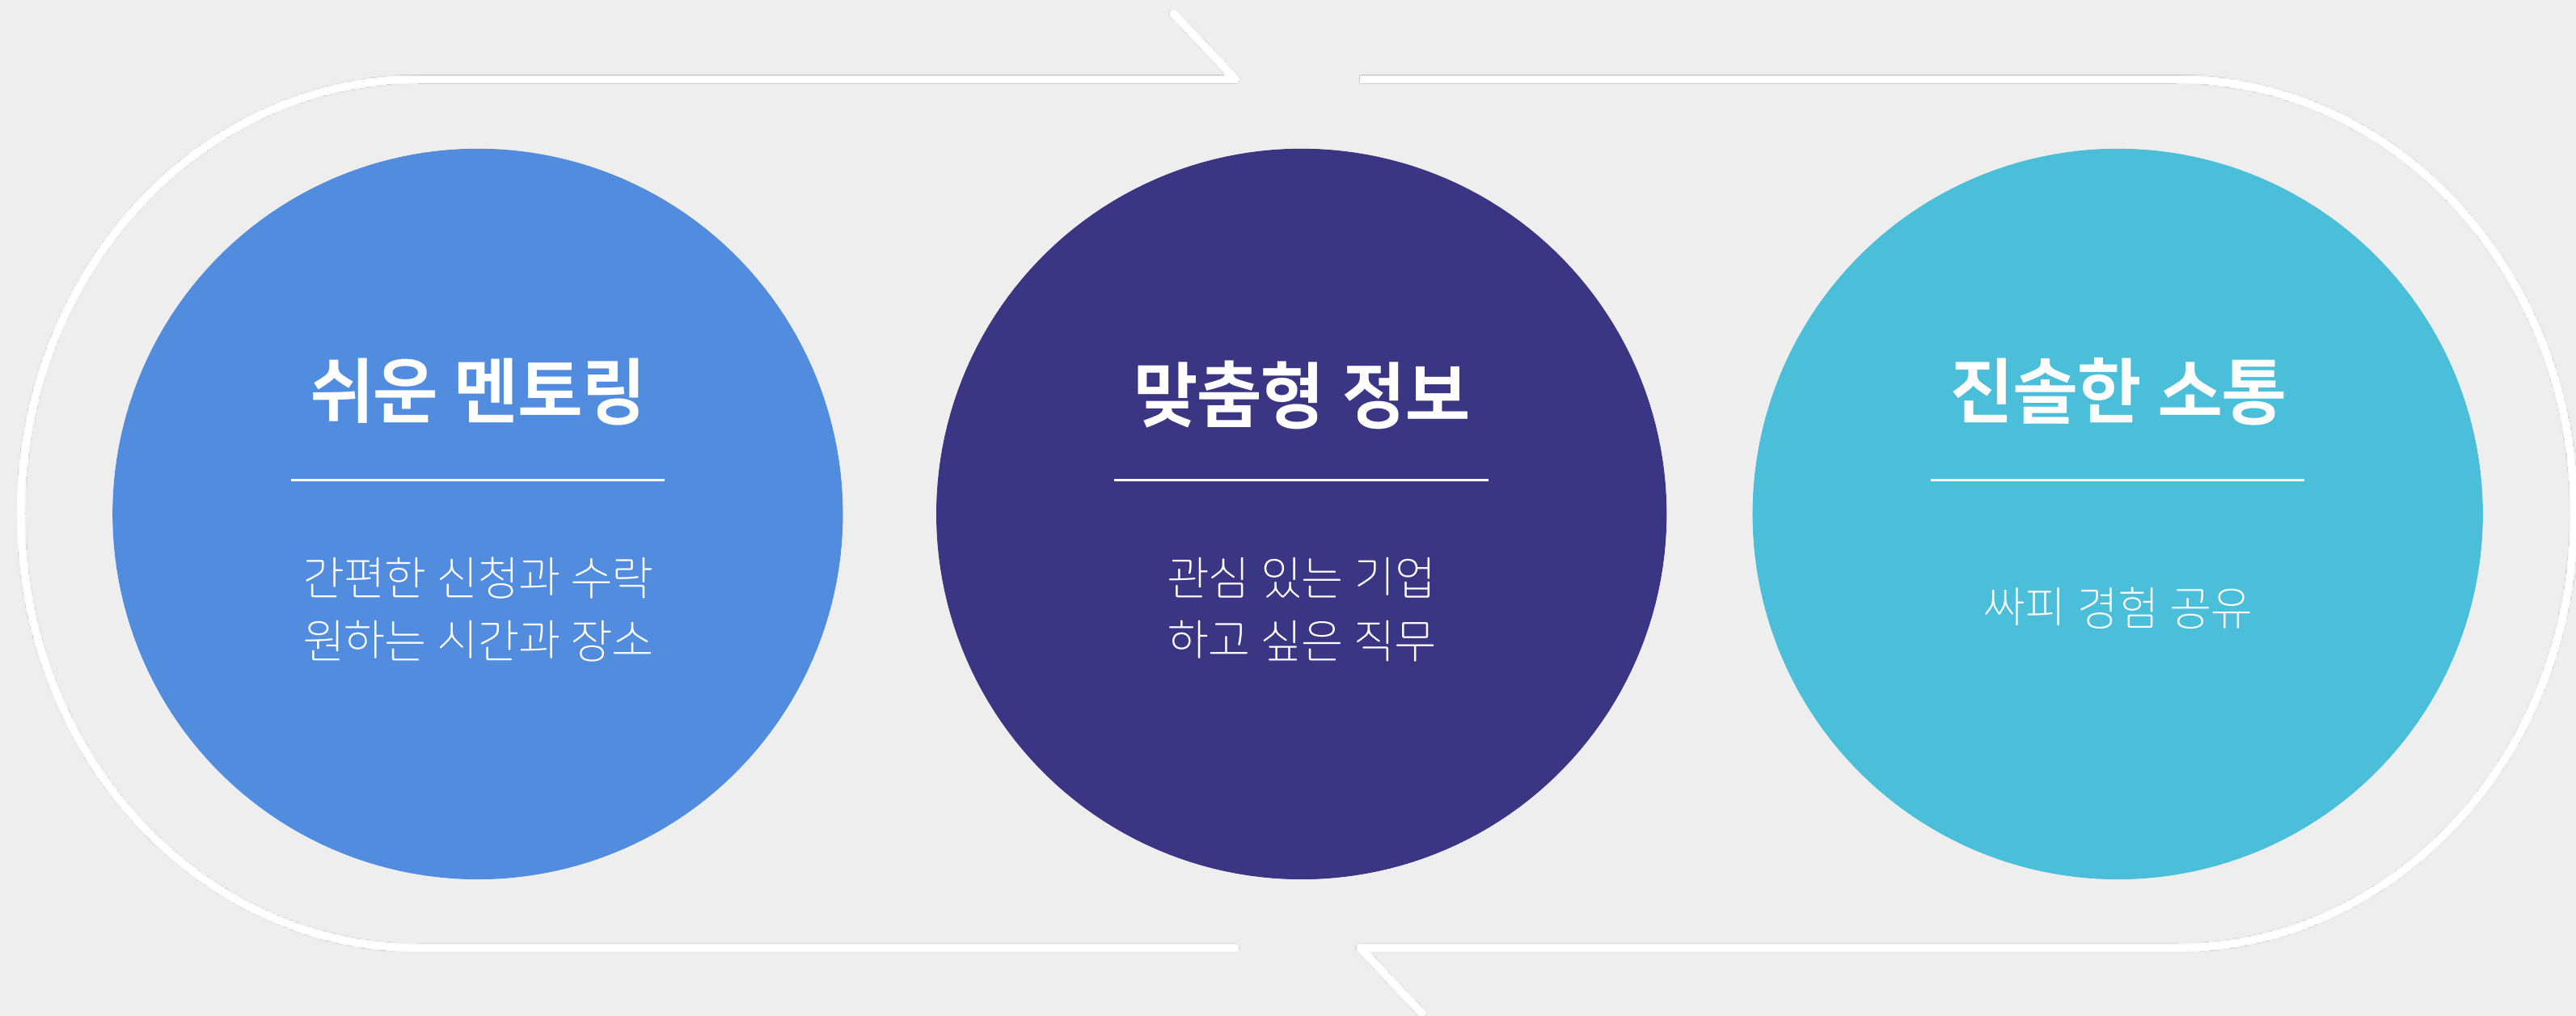 쉬운 멘토링
간편한 신청과 수락
원하는 시간과 장소
맞춤형 정보
관심 있는 기업
하고 싶은 직무
진솔한 소통
싸피 경험 공유